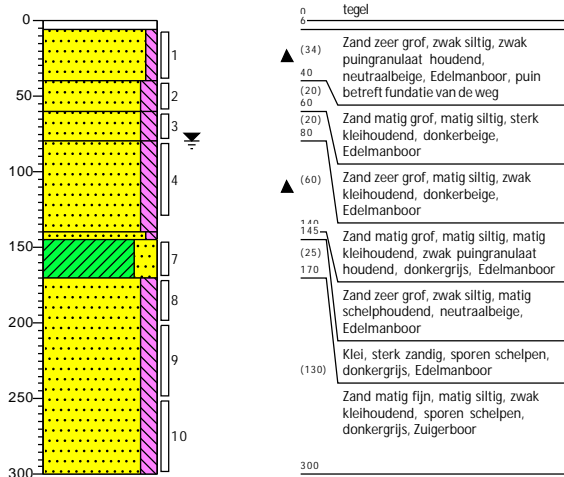 0
50
100
150
200
250
300
1
2
3
4
7
8
9
10
0
tegel
6
(34)
Zand zeer grof, zwak siltig, zwak
puingranulaat houdend,
neutraalbeige, Edelmanboor, puin
betreft fundatie van de weg
40
(20)
60
Zand matig grof, matig siltig, sterk
kleihoudend, donkerbeige,
Edelmanboor
(20)
80
Zand zeer grof, matig siltig, zwak
kleihoudend, donkerbeige,
Edelmanboor
(60)
140
Zand matig grof, matig siltig, matig
kleihoudend, zwak puingranulaat
houdend, donkergrijs, Edelmanboor
145
Zand zeer grof, zwak siltig, matig
schelphoudend, neutraalbeige,
Edelmanboor
(25)
170
Klei, sterk zandig, sporen schelpen,
donkergrijs, Edelmanboor
(130)
Zand matig fijn, matig siltig, zwak
kleihoudend, sporen schelpen,
donkergrijs, Zuigerboor
300